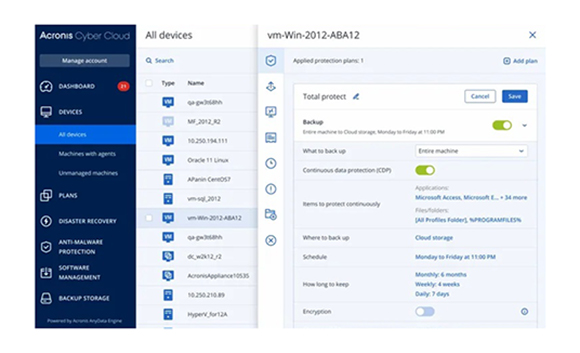 Acronis Cyber Cloud
Manage account
DASHBOARD 21
DEVICES
All devices
Machines with agents
Unmanaged machines
PLANS
DISASTER RECOVERY
ANTI-MALWARE
PROTECTION
SOFTWARE
MANAGEMENT
BACKUP STORAGE
Powered by Acronis AnyData Engine
All devices
Search
Type Name
VM qa-gw3t68hh
VM MF_2012_R2
VM 10.250.194.111
VM Oracle 11 Linux
APanin CentOS7
vm-sql_2012
VM vm-Win-2012-ABA12
VM qa-gw3t68hh
dc_w2k12_r2
AcronisAppliance10535
10.250.210.89
HyperV_for12A
vm-Win-2012-ABA12
Applied protection plans: 1 Add plan
Total protect Cancel Save
Backup
Entire machine to Cloud storage, Monday to Friday at 11:00 PM
What to back up Entire machine
Continuous data protection (CDP)
Items to protect continuously
Applications:
Microsoft Access, Microsoft E... + 34 more
Files/folders:
[All Profiles Folder], %PROGRAMFILES%
Where to back up Cloud storage
Schedule Monday to Friday at 11:00 PM
How long to keep
Monthly: 6 months
Weekly: 4 weeks
Daily: 7 days
Encryption